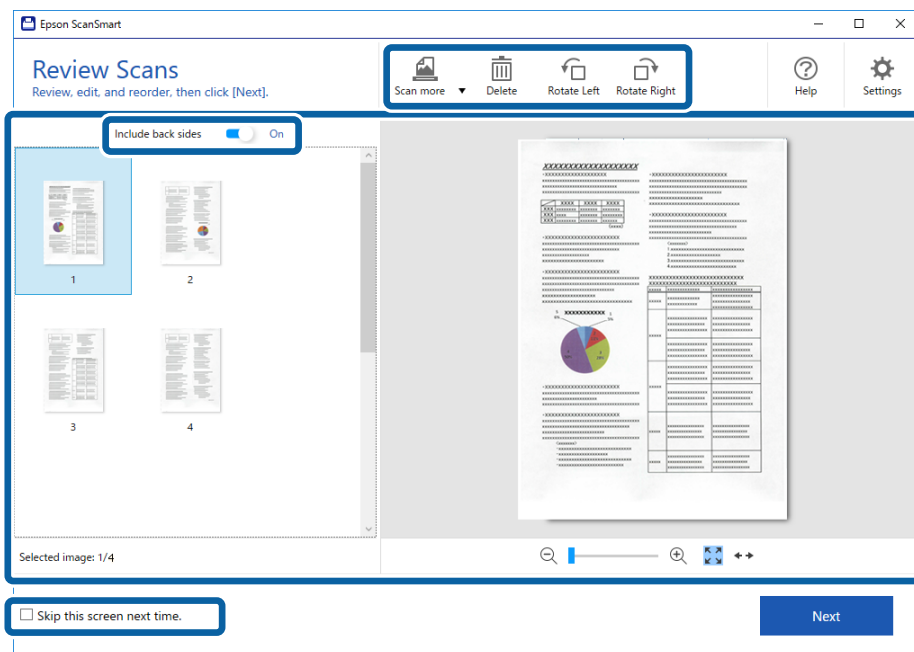 Epson ScanSmart
Review Scans
Review, edit, and reorder, then click [Next].
Scan more
Delete
Rotate Left
Rotate Right
Help
Settings
Include back sides
On
1
2
3
4
Selected image: 1/4
Skip this screen next time.
Next